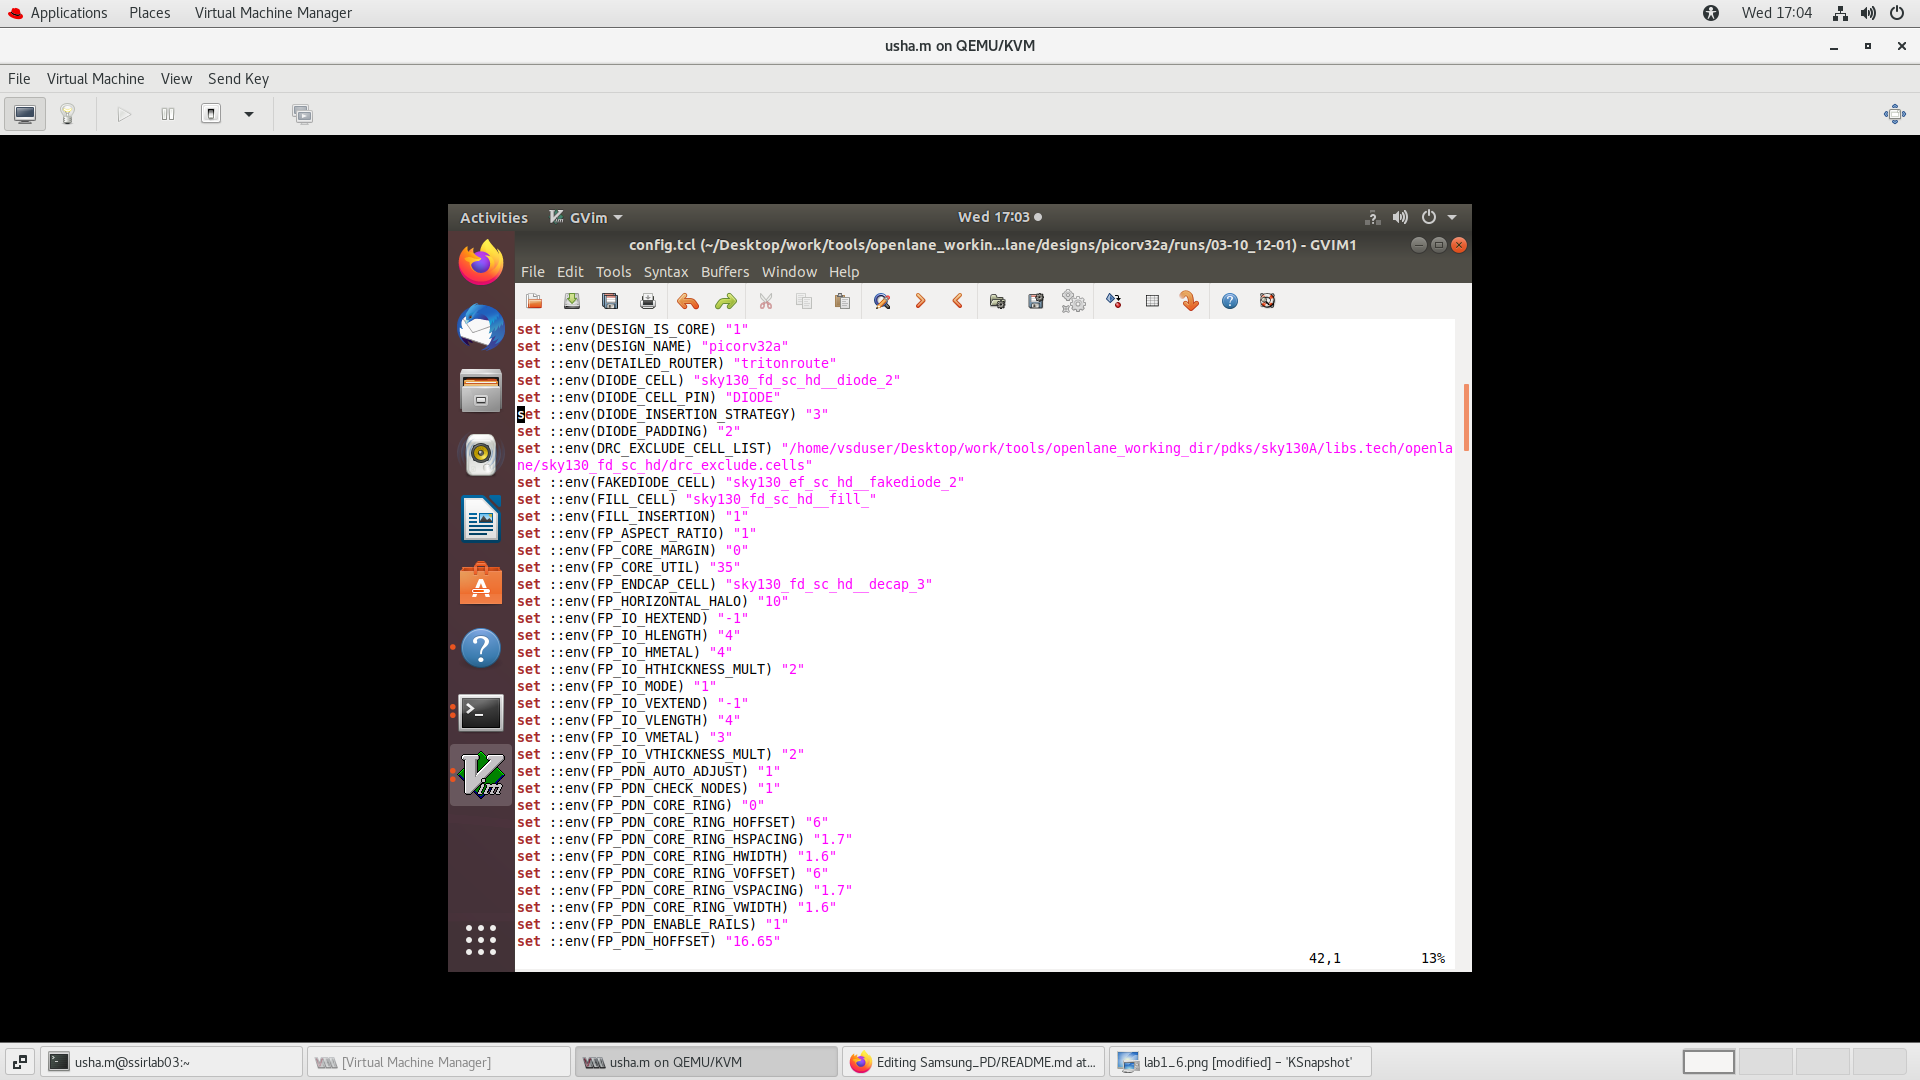 Applications Places Virtual Machine Manager Wed 17:04
usha.m on QEMU/KVM
File Virtual Machine View Send Key
Activities GVim Wed 17:03
config.tcl (~/Desktop/work/tools/openlane_workin...lane/designs/picorv32a/runs/03-10_12-01) - GVIM1
File Edit Tools Syntax Buffers Window Help
set ::env(DESIGN_IS_CORE) "1"
set ::env(DESIGN_NAME) "picorv32a"
set ::env(DETAILED_ROUTER) "tritonroute"
set ::env(DIODE_CELL) "sky130_fd_sc_hd__diode_2"
set ::env(DIODE_CELL_PIN) "DIODE"
set ::env(DIODE_INSERTION_STRATEGY) "3"
set ::env(DIODE_PADDING) "2"
set ::env(DRC_EXCLUDE_CELL_LIST) "/home/vsduser/Desktop/work/tools/openlane_working_dir/pdks/sky130A/libs.tech/openla
ne/sky130_fd_sc_hd/drc_exclude.cells"
set ::env(FAKEDIODE_CELL) "sky130_ef_sc_hd__fakediode_2"
set ::env(FILL_CELL) "sky130_fd_sc_hd__fill_"
set ::env(FILL_INSERTION) "1"
set ::env(FP_ASPECT_RATIO) "1"
set ::env(FP_CORE_MARGIN) "0"
set ::env(FP_CORE_UTIL) "35"
set ::env(FP_ENDCAP_CELL) "sky130_fd_sc_hd__decap_3"
set ::env(FP_HORIZONTAL_HALO) "10"
set ::env(FP_IO_HEXTEND) "-1"
set ::env(FP_IO_HLENGTH) "4"
set ::env(FP_IO_HMETAL) "4"
set ::env(FP_IO_HTHICKNESS_MULT) "2"
set ::env(FP_IO_MODE) "1"
set ::env(FP_IO_VEXTEND) "-1"
set ::env(FP_IO_VLENGTH) "4"
set ::env(FP_IO_VMETAL) "3"
set ::env(FP_IO_VTHICKNESS_MULT) "2"
set ::env(FP_PDN_AUTO_ADJUST) "1"
set ::env(FP_PDN_CHECK_NODES) "1"
set ::env(FP_PDN_CORE_RING) "0"
set ::env(FP_PDN_CORE_RING_HOFFSET) "6"
set ::env(FP_PDN_CORE_RING_HSPACING) "1.7"
set ::env(FP_PDN_CORE_RING_HWIDTH) "1.6"
set ::env(FP_PDN_CORE_RING_VOFFSET) "6"
set ::env(FP_PDN_CORE_RING_VSPACING) "1.7"
set ::env(FP_PDN_CORE_RING_VWIDTH) "1.6"
set ::env(FP_PDN_ENABLE_RAILS) "1"
set ::env(FP_PDN_HOFFSET) "16.65"
42,1 13%
usha.m@ssirlab03:~ [Virtual Machine Manager] usha.m on QEMU/KVM Editing Samsung_PD/README.md at... lab1_6.png [modified] – 'KSnapshot'